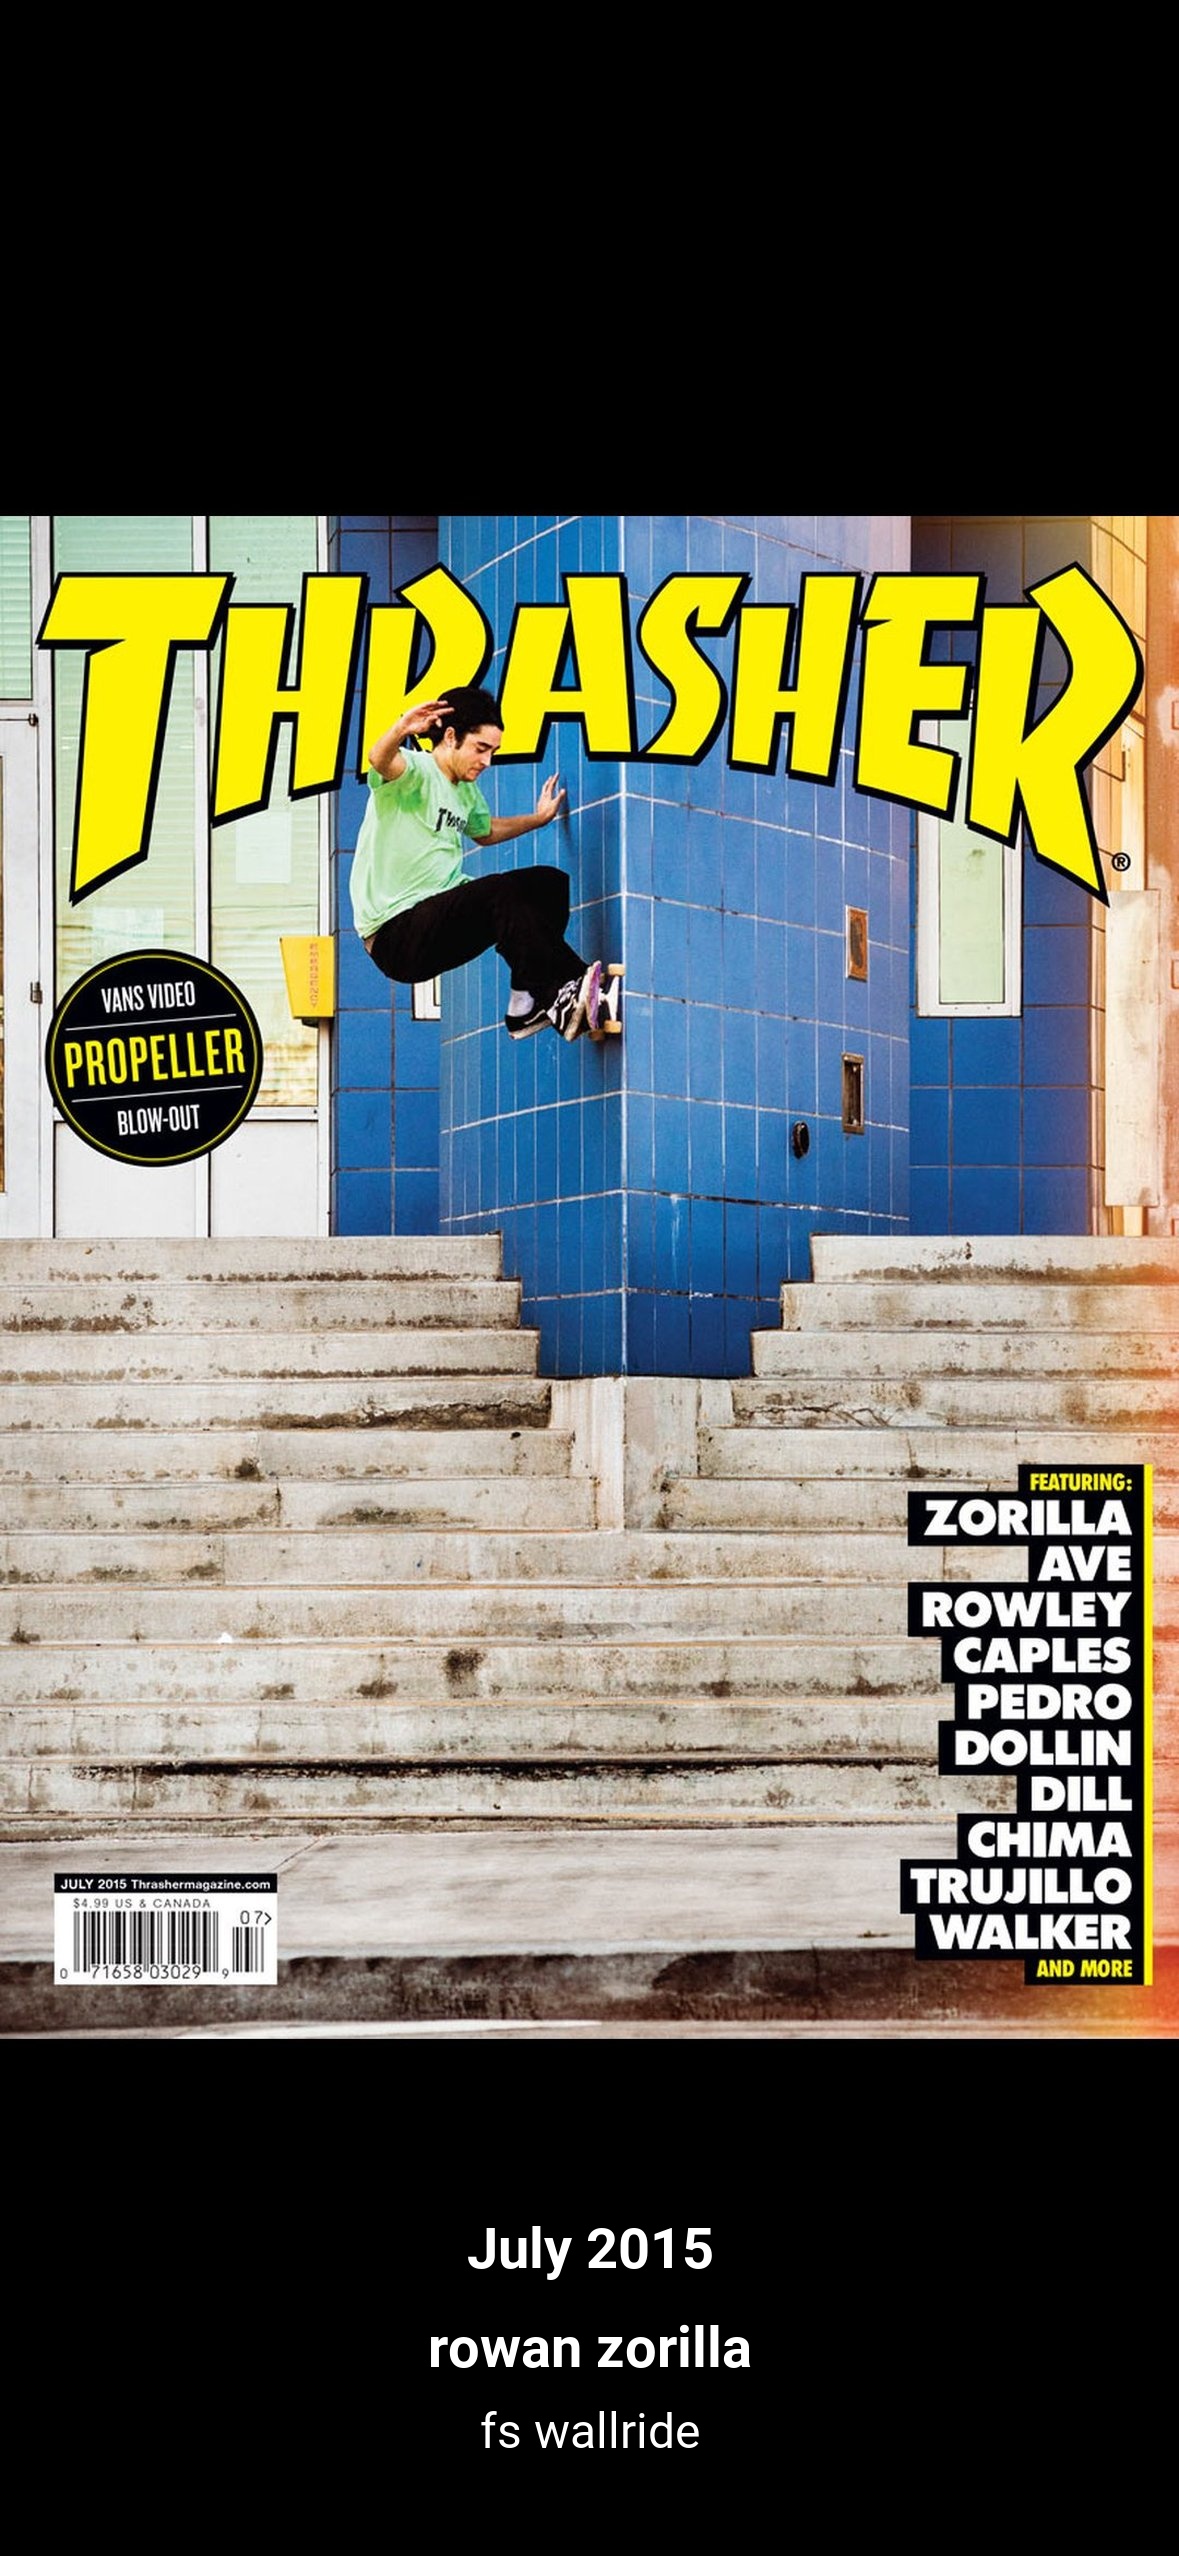 THRASHER®
EMERGENCY
VANS VIDEO
PROPELLER
BLOW-OUT
FEATURING:
ZORILLA
AVE
ROWLEY
CAPLES
PEDRO
DOLLIN
DILL
CHIMA
TRUJILLO
WALKER
AND MORE
JULY 2015 Thrashermagazine.com
$4.99 US & CANADA
07>
0 71658 03029 9
July 2015
rowan zorilla
fs wallride